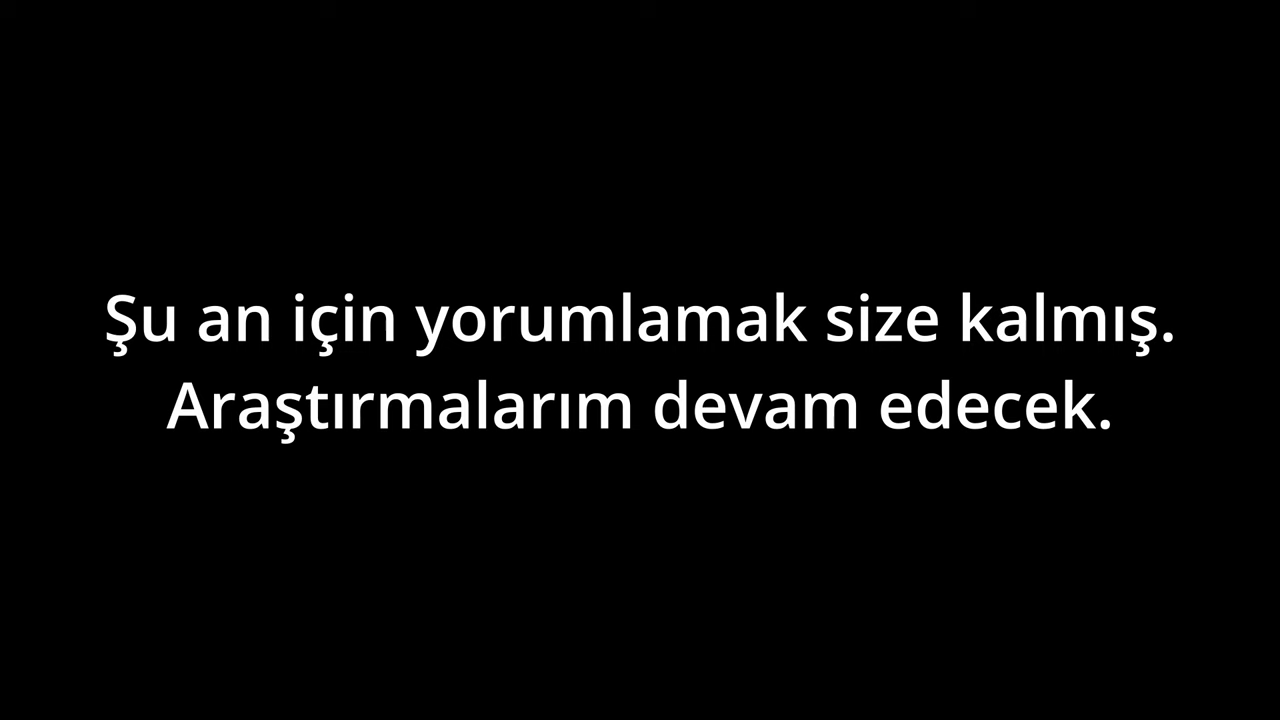 Şu an için yorumlamak size kalmış.
Araştırmalarım devam edecek.